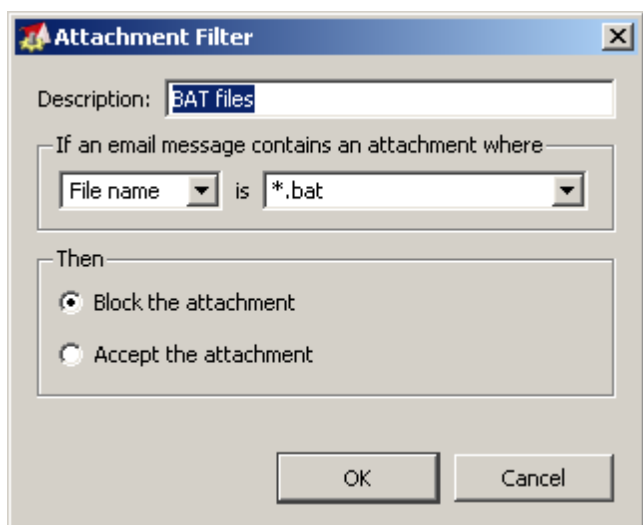 Attachment Filter
Description: BAT files
If an email message contains an attachment where
File name is *.bat
Then
Block the attachment
Accept the attachment
OK Cancel